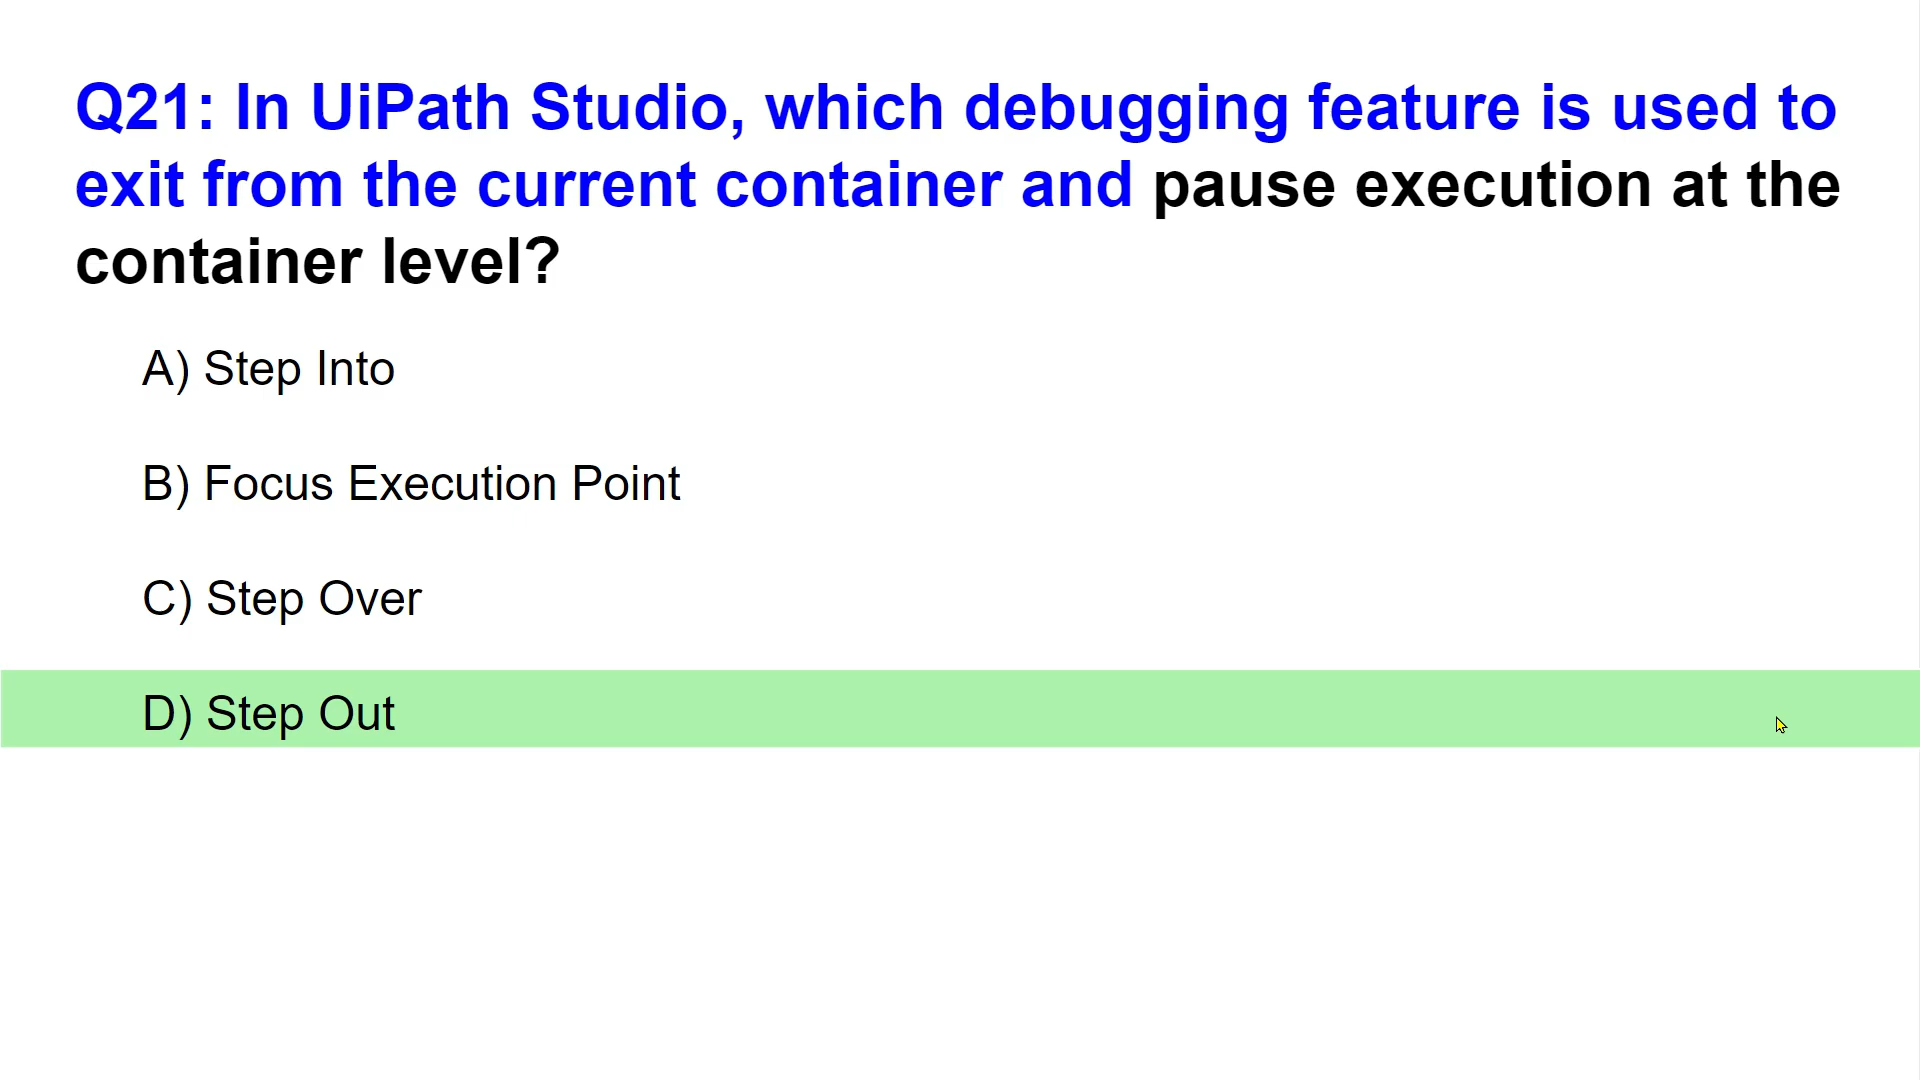 Q21: In UiPath Studio, which debugging feature is used to
exit from the current container and pause execution at the
container level?
A) Step Into
B) Focus Execution Point
C) Step Over
D) Step Out